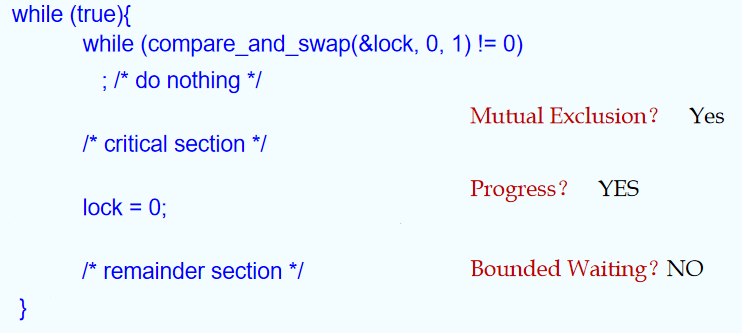 while (true){
while (compare_and_swap(&lock, 0, 1) != 0)
; /* do nothing */
Mutual Exclusion? Yes
/* critical section */
Progress? YES
lock = 0;
/* remainder section */
Bounded Waiting? NO
}